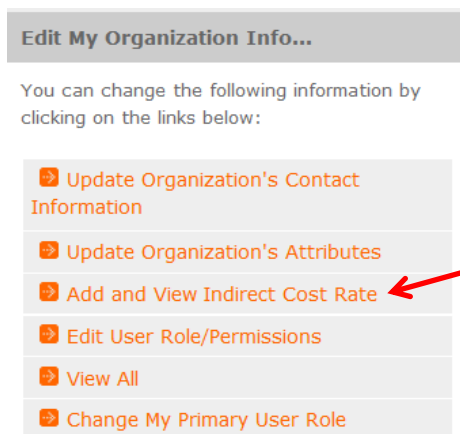 Edit My Organization Info...
You can change the following information by
clicking on the links below:
Update Organization's Contact
Information
Update Organization's Attributes
Add and View Indirect Cost Rate
Edit User Role/Permissions
View All
Change My Primary User Role